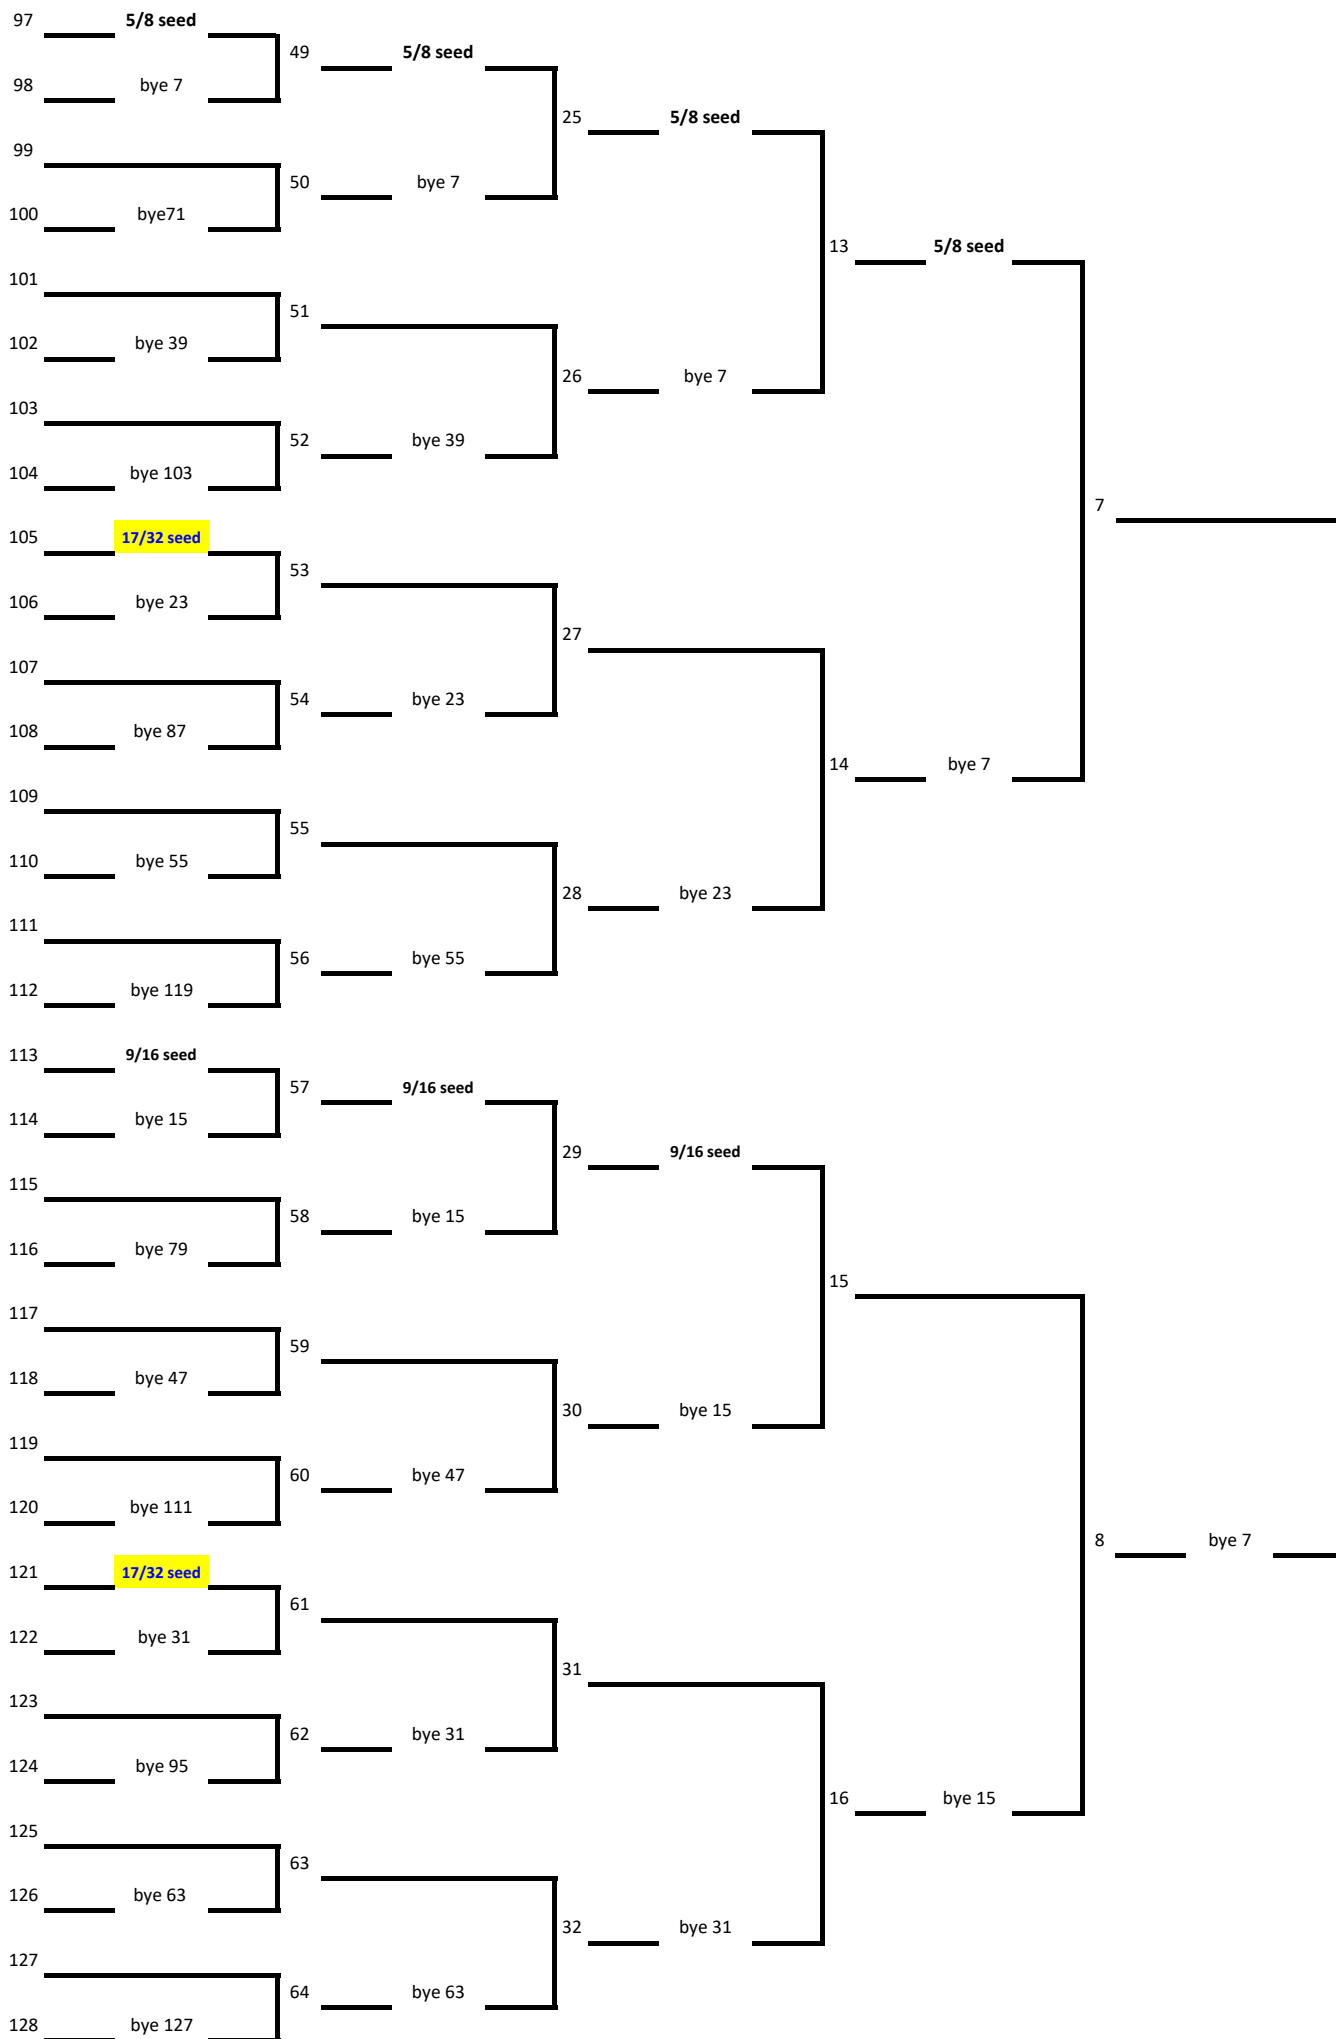 97 5/8 seed
98 bye 7
99
100 bye71
101
102 bye 39
103
104 bye 103
105 17/32 seed
106 bye 23
107
108 bye 87
109
110 bye 55
111
112 bye 119
113 9/16 seed
114 bye 15
115
116 bye 79
117
118 bye 47
119
120 bye 111
121 17/32 seed
122 bye 31
123
124 bye 95
125
126 bye 63
127
128 bye 127
49 5/8 seed
50 bye 7
51
52 bye 39
53
54 bye 23
55
56 bye 55
57 9/16 seed
58 bye 15
59
60 bye 47
61
62 bye 31
63
64 bye 63
25 5/8 seed
26 bye 7
27
28 bye 23
29 9/16 seed
30 bye 15
31
32 bye 31
13 5/8 seed
14 bye 7
15
16 bye 15
7
8 bye 7